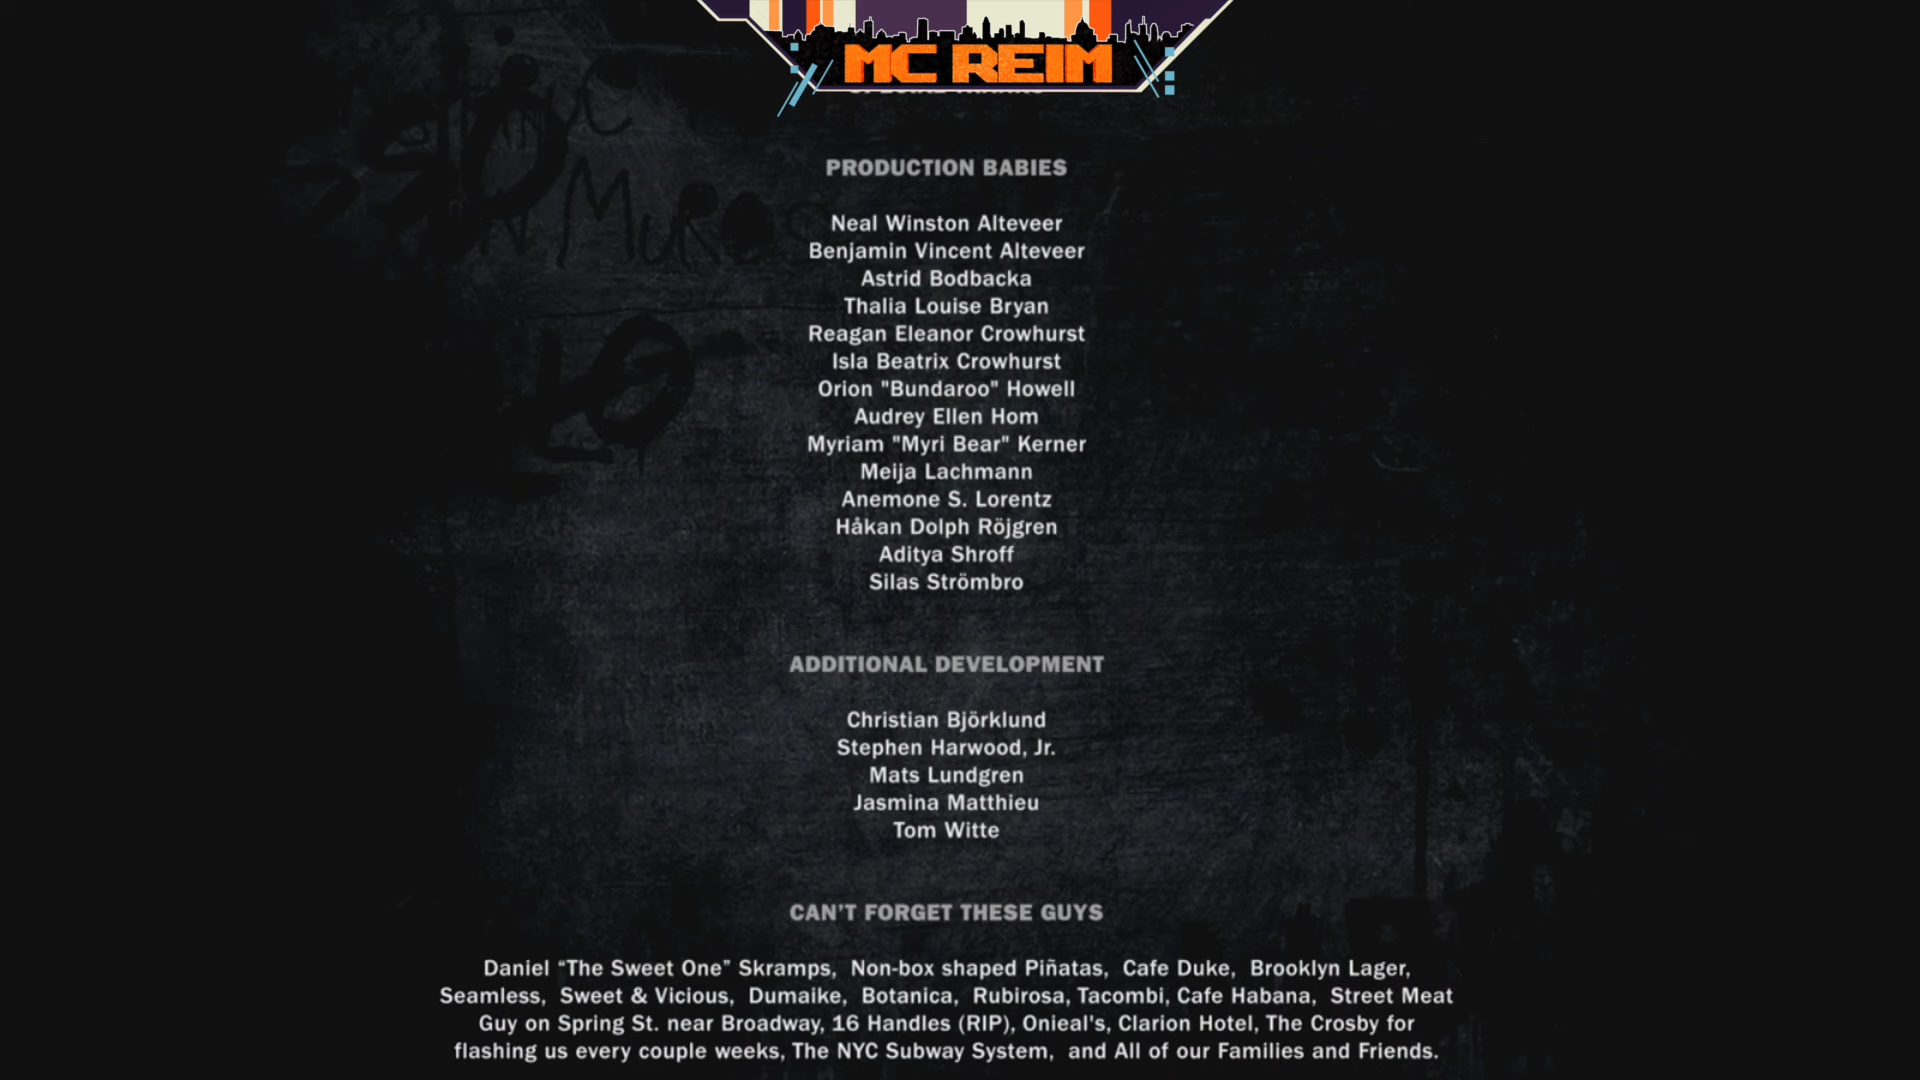 MC REIM
SPECIAL THANKS
PRODUCTION BABIES
Neal Winston Alteveer
Benjamin Vincent Alteveer
Astrid Bodbacka
Thalia Louise Bryan
Reagan Eleanor Crowhurst
Isla Beatrix Crowhurst
Orion "Bundaroo" Howell
Audrey Ellen Hom
Myriam "Myri Bear" Kerner
Meija Lachmann
Anemone S. Lorentz
Håkan Dolph Röjgren
Aditya Shroff
Silas Strömbro
ADDITIONAL DEVELOPMENT
Christian Björklund
Stephen Harwood, Jr.
Mats Lundgren
Jasmina Matthieu
Tom Witte
CAN'T FORGET THESE GUYS
Daniel “The Sweet One” Skramps, Non-box shaped Piñatas, Cafe Duke, Brooklyn Lager,
Seamless, Sweet & Vicious, Dumaike, Botanica, Rubirosa, Tacombi, Cafe Habana, Street Meat
Guy on Spring St. near Broadway, 16 Handles (RIP), Onieal's, Clarion Hotel, The Crosby for
flashing us every couple weeks, The NYC Subway System, and All of our Families and Friends.